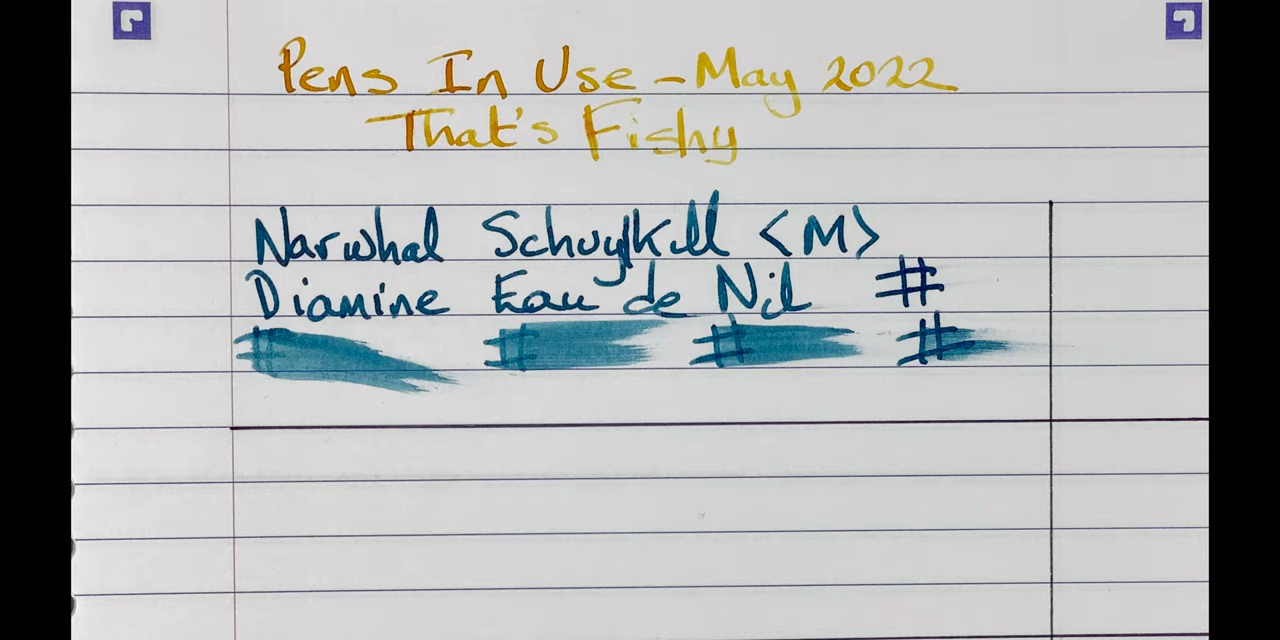 Pens In Use - May 2022
That's Fishy
Narwhal Schuylkill <M>
Diamine Eau de Nil #
# # # #